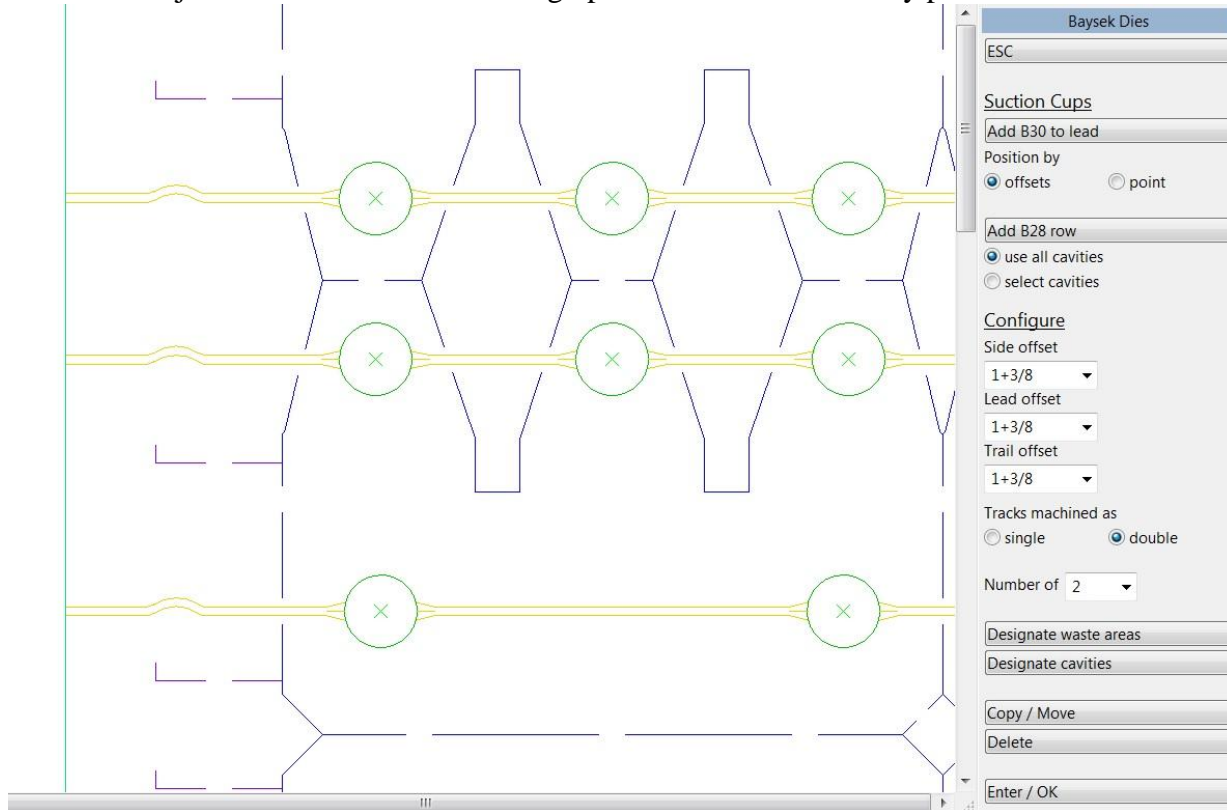 Baysek Dies
ESC
Suction Cups
Add B30 to lead
Position by
offsets point
Add B28 row
use all cavities
select cavities
Configure
Side offset
1+3/8
Lead offset
1+3/8
Trail offset
1+3/8
Tracks machined as
single double
Number of 2
Designate waste areas
Designate cavities
Copy / Move
Delete
Enter / OK